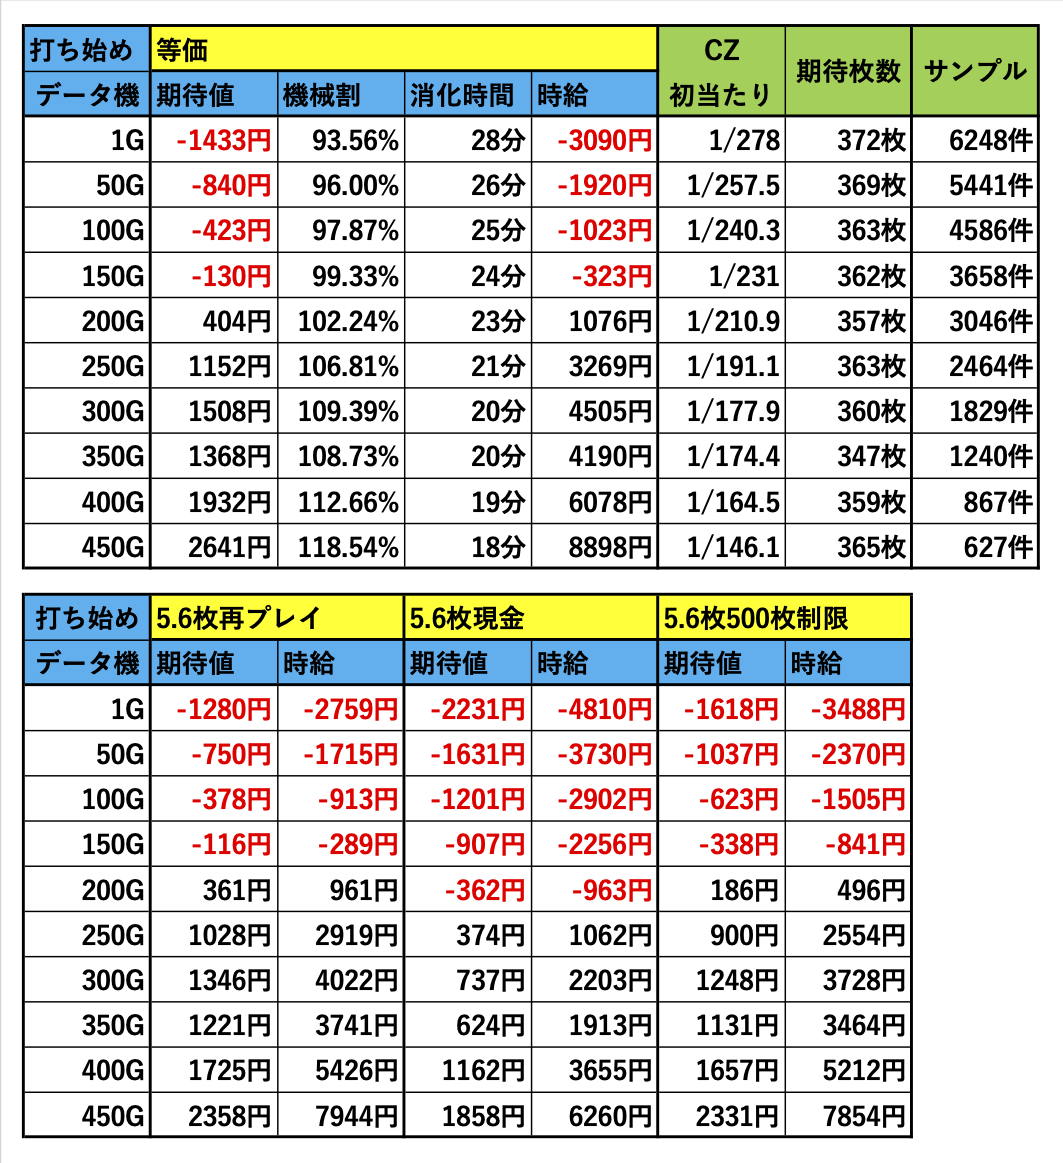 打ち始め 等価 CZ 期待枚数 サンプル
データ機 期待値 機械割 消化時間 時給 初当たり
1G -1433円 93.56% 28分 -3090円 1/278 372枚 6248件
50G -840円 96.00% 26分 -1920円 1/257.5 369枚 5441件
100G -423円 97.87% 25分 -1023円 1/240.3 363枚 4586件
150G -130円 99.33% 24分 -323円 1/231 362枚 3658件
200G 404円 102.24% 23分 1076円 1/210.9 357枚 3046件
250G 1152円 106.81% 21分 3269円 1/191.1 363枚 2464件
300G 1508円 109.39% 20分 4505円 1/177.9 360枚 1829件
350G 1368円 108.73% 20分 4190円 1/174.4 347枚 1240件
400G 1932円 112.66% 19分 6078円 1/164.5 359枚 867件
450G 2641円 118.54% 18分 8898円 1/146.1 365枚 627件
打ち始め 5.6枚再プレイ 5.6枚現金 5.6枚500枚制限
データ機 期待値 時給 期待値 時給 期待値 時給
1G -1280円 -2759円 -2231円 -4810円 -1618円 -3488円
50G -750円 -1715円 -1631円 -3730円 -1037円 -2370円
100G -378円 -913円 -1201円 -2902円 -623円 -1505円
150G -116円 -289円 -907円 -2256円 -338円 -841円
200G 361円 961円 -362円 -963円 186円 496円
250G 1028円 2919円 374円 1062円 900円 2554円
300G 1346円 4022円 737円 2203円 1248円 3728円
350G 1221円 3741円 624円 1913円 1131円 3464円
400G 1725円 5426円 1162円 3655円 1657円 5212円
450G 2358円 7944円 1858円 6260円 2331円 7854円